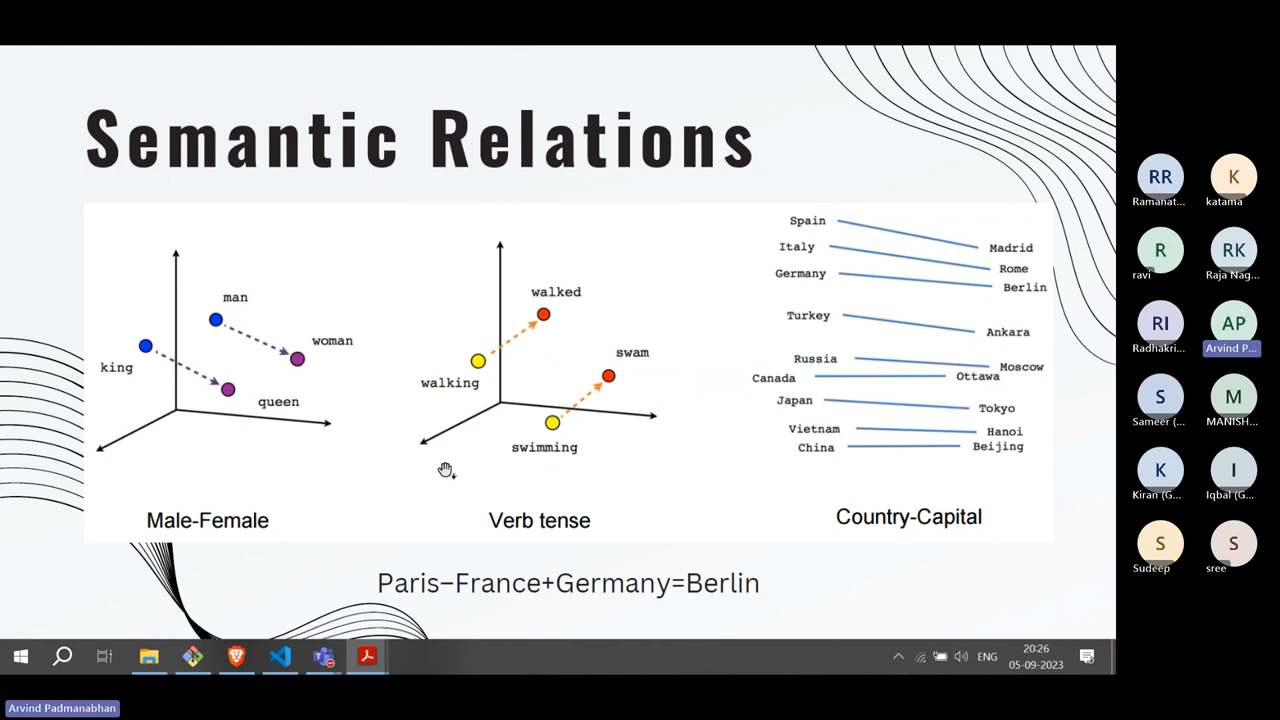 Semantic Relations
man
woman
king
queen
Male-Female
walked
walking
swam
swimming
Verb tense
Spain
Madrid
Italy
Rome
Germany
Berlin
Turkey
Ankara
Russia
Moscow
Canada
Ottawa
Japan
Tokyo
Vietnam
Hanoi
China
Beijing
Country-Capital
Paris–France+Germany=Berlin
RR
Ramanat...
K
katama
R
ravi
RK
Raja Nag...
RI
Radhakri...
AP
Arvind P...
S
Sameer (...
M
MANISH...
K
Kiran (G...
I
Iqbal (G...
S
Sudeep
S
sree
ENG
20:26
05-09-2023
Arvind Padmanabhan